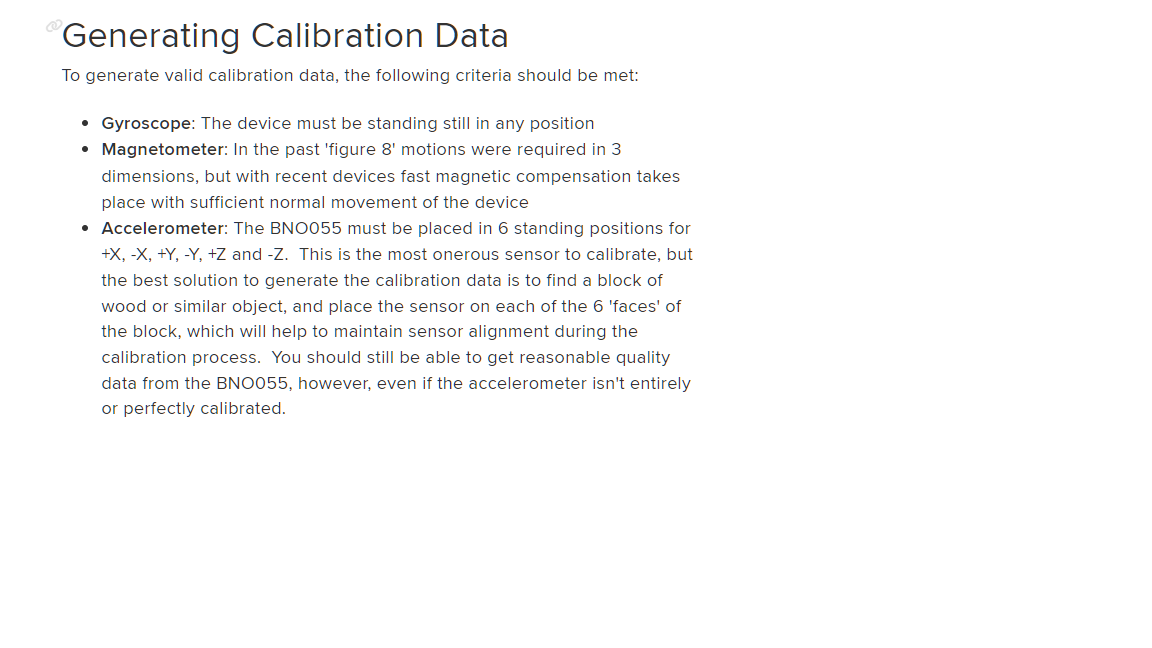 Generating Calibration Data
To generate valid calibration data, the following criteria should be met:
• Gyroscope: The device must be standing still in any position
• Magnetometer: In the past 'figure 8' motions were required in 3
dimensions, but with recent devices fast magnetic compensation takes
place with sufficient normal movement of the device
• Accelerometer: The BNO055 must be placed in 6 standing positions for
+X, -X, +Y, -Y, +Z and -Z.  This is the most onerous sensor to calibrate, but
the best solution to generate the calibration data is to find a block of
wood or similar object, and place the sensor on each of the 6 'faces' of
the block, which will help to maintain sensor alignment during the
calibration process.  You should still be able to get reasonable quality
data from the BNO055, however, even if the accelerometer isn't entirely
or perfectly calibrated.